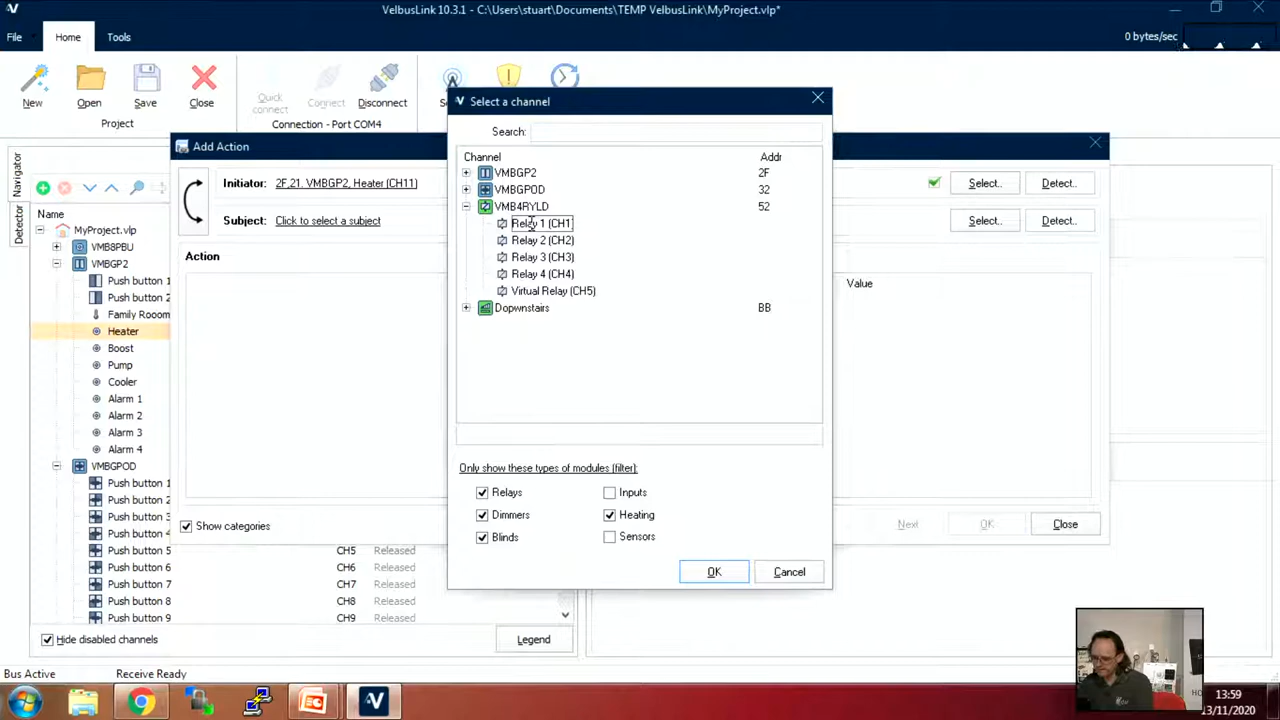 VelbusLink 10.3.1 - C:\Users\stuart\Documents\TEMP VelbusLink\MyProject.vlp*
File Home Tools
0 bytes/sec
New Open Save Close
Quick connect
Connect Disconnect
Project
Connection - Port COM4
Select a channel
Search:
Channel Addr
VMBGP2 2F
VMBGPOD 32
VMB4RYLD 52
Relay 1 (CH1)
Relay 2 (CH2)
Relay 3 (CH3)
Relay 4 (CH4)
Virtual Relay (CH5)
Dopwnstairs BB
Only show these types of modules (filter):
Relays Inputs
Dimmers Heating
Blinds Sensors
OK Cancel
Add Action
Initiator: 2F,21. VMBGP2, Heater (CH11) Select.. Detect..
Subject: Click to select a subject Select.. Detect..
Action
Value
Show categories
Next OK Close
Navigator
Detector
Name
MyProject.vlp
VMB8PBU
VMBGP2
Push button 1
Push button 2
Family Rooom
Heater
Boost
Pump
Cooler
Alarm 1
Alarm 2
Alarm 3
Alarm 4
VMBGPOD
Push button 1
Push button 2
Push button 3
Push button 4
Push button 5 CH5 Released
Push button 6 CH6 Released
Push button 7 CH7 Released
Push button 8 CH8 Released
Push button 9 CH9 Released
Hide disabled channels Legend
Bus Active Receive Ready
13:59
13/11/2020